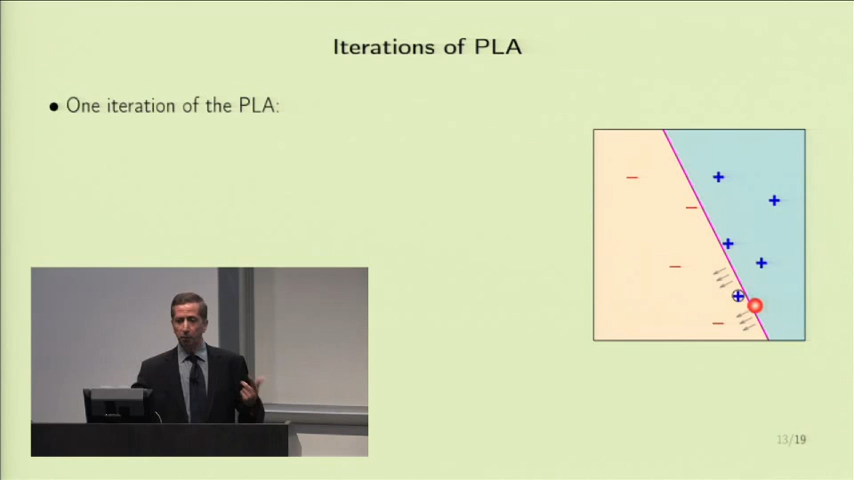 Iterations of PLA
• One iteration of the PLA:
13/19